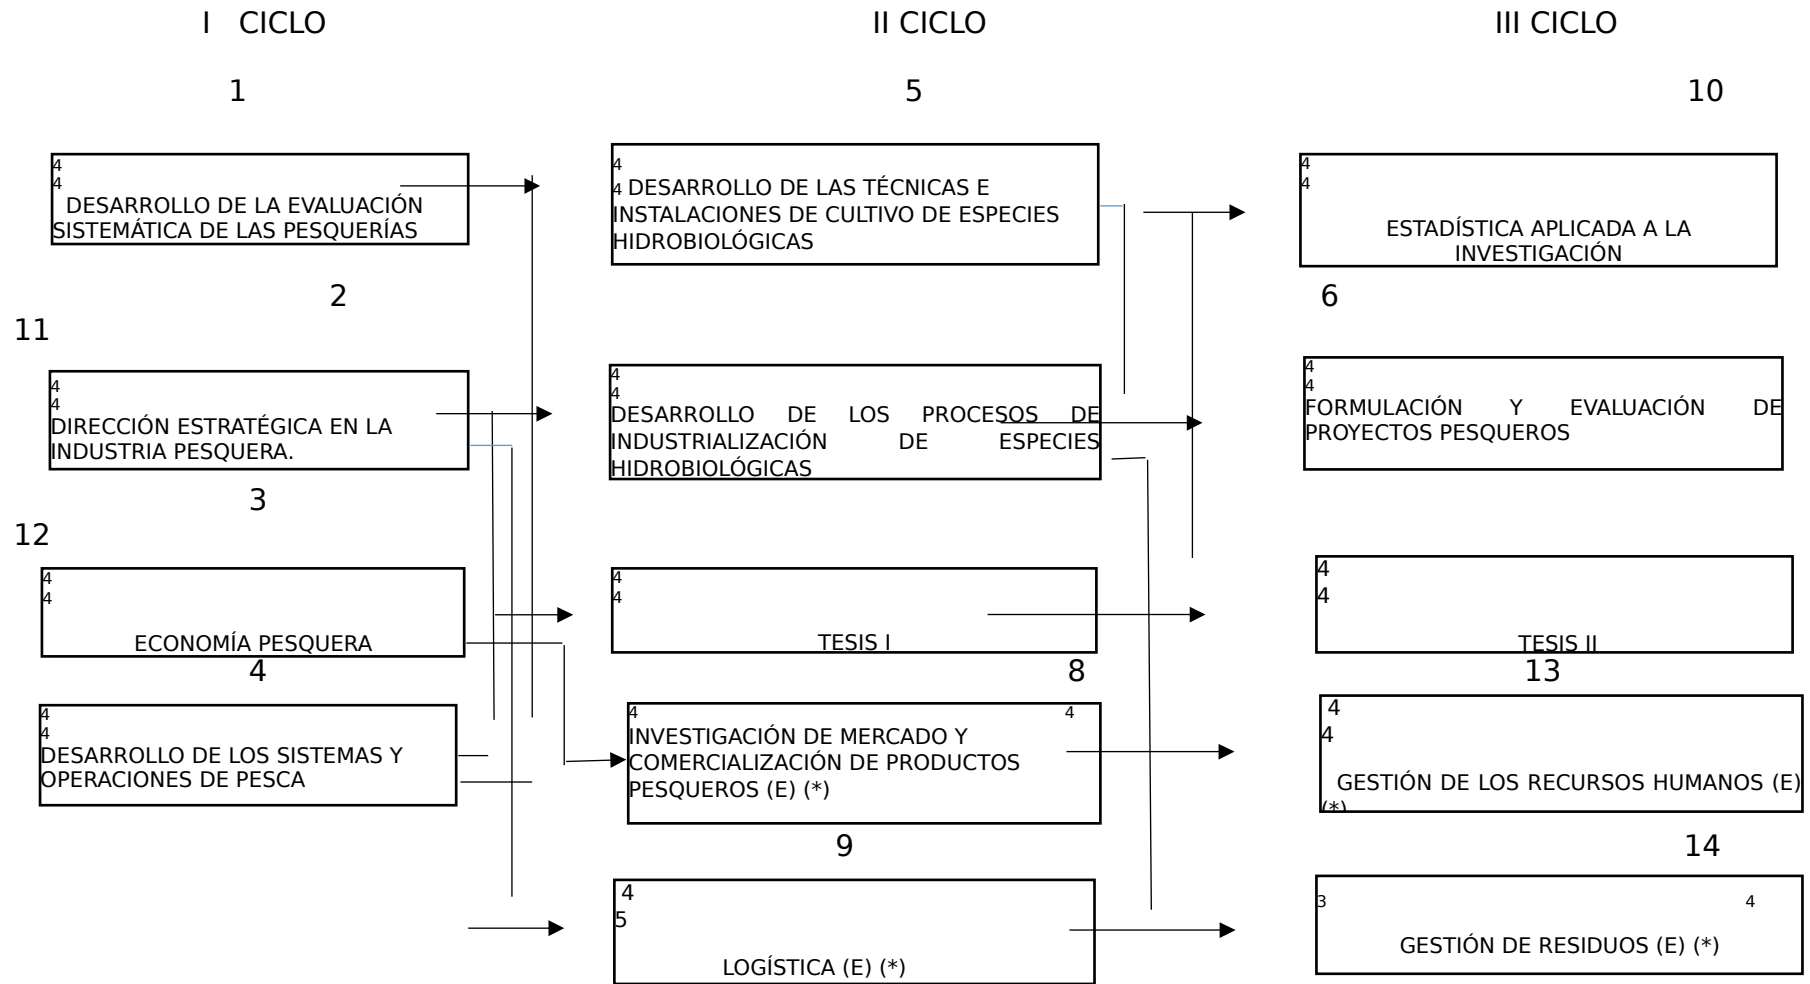 I CICLO
II CICLO
III CICLO
1
5
10
4
4
DESARROLLO DE LA EVALUACIÓN
SISTEMÁTICA DE LAS PESQUERÍAS
4
4 DESARROLLO DE LAS TÉCNICAS E
INSTALACIONES DE CULTIVO DE ESPECIES
HIDROBIOLÓGICAS
4
4
ESTADÍSTICA APLICADA A LA
INVESTIGACIÓN
2
6
11
4
4
DIRECCIÓN ESTRATÉGICA EN LA
INDUSTRIA PESQUERA.
4
4
DESARROLLO DE LOS PROCESOS DE
INDUSTRIALIZACIÓN DE ESPECIES
HIDROBIOLÓGICAS
4
4
FORMULACIÓN Y EVALUACIÓN DE
PROYECTOS PESQUEROS
3
12
4
4
ECONOMÍA PESQUERA
4
4
TESIS I
4
4
TESIS II
4
8
13
4
4
DESARROLLO DE LOS SISTEMAS Y
OPERACIONES DE PESCA
4 4
INVESTIGACIÓN DE MERCADO Y
COMERCIALIZACIÓN DE PRODUCTOS
PESQUEROS (E) (*)
4
4
GESTIÓN DE LOS RECURSOS HUMANOS (E)
(*)
9
14
4
5
LOGÍSTICA (E) (*)
3 4
GESTIÓN DE RESIDUOS (E) (*)